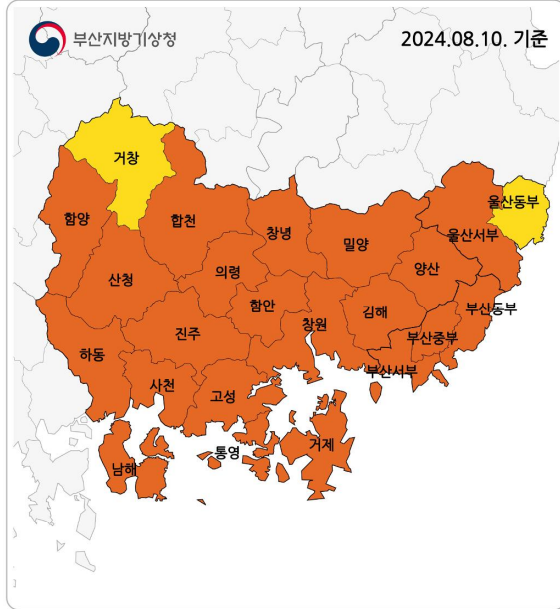 부산지방기상청
2024.08.10. 기준
거창
함양
합천
창녕
밀양
울산동부
울산서부
산청
의령
양산
함안
김해
부산동부
하동
진주
창원
부산중부
사천
고성
부산서부
남해
통영
거제